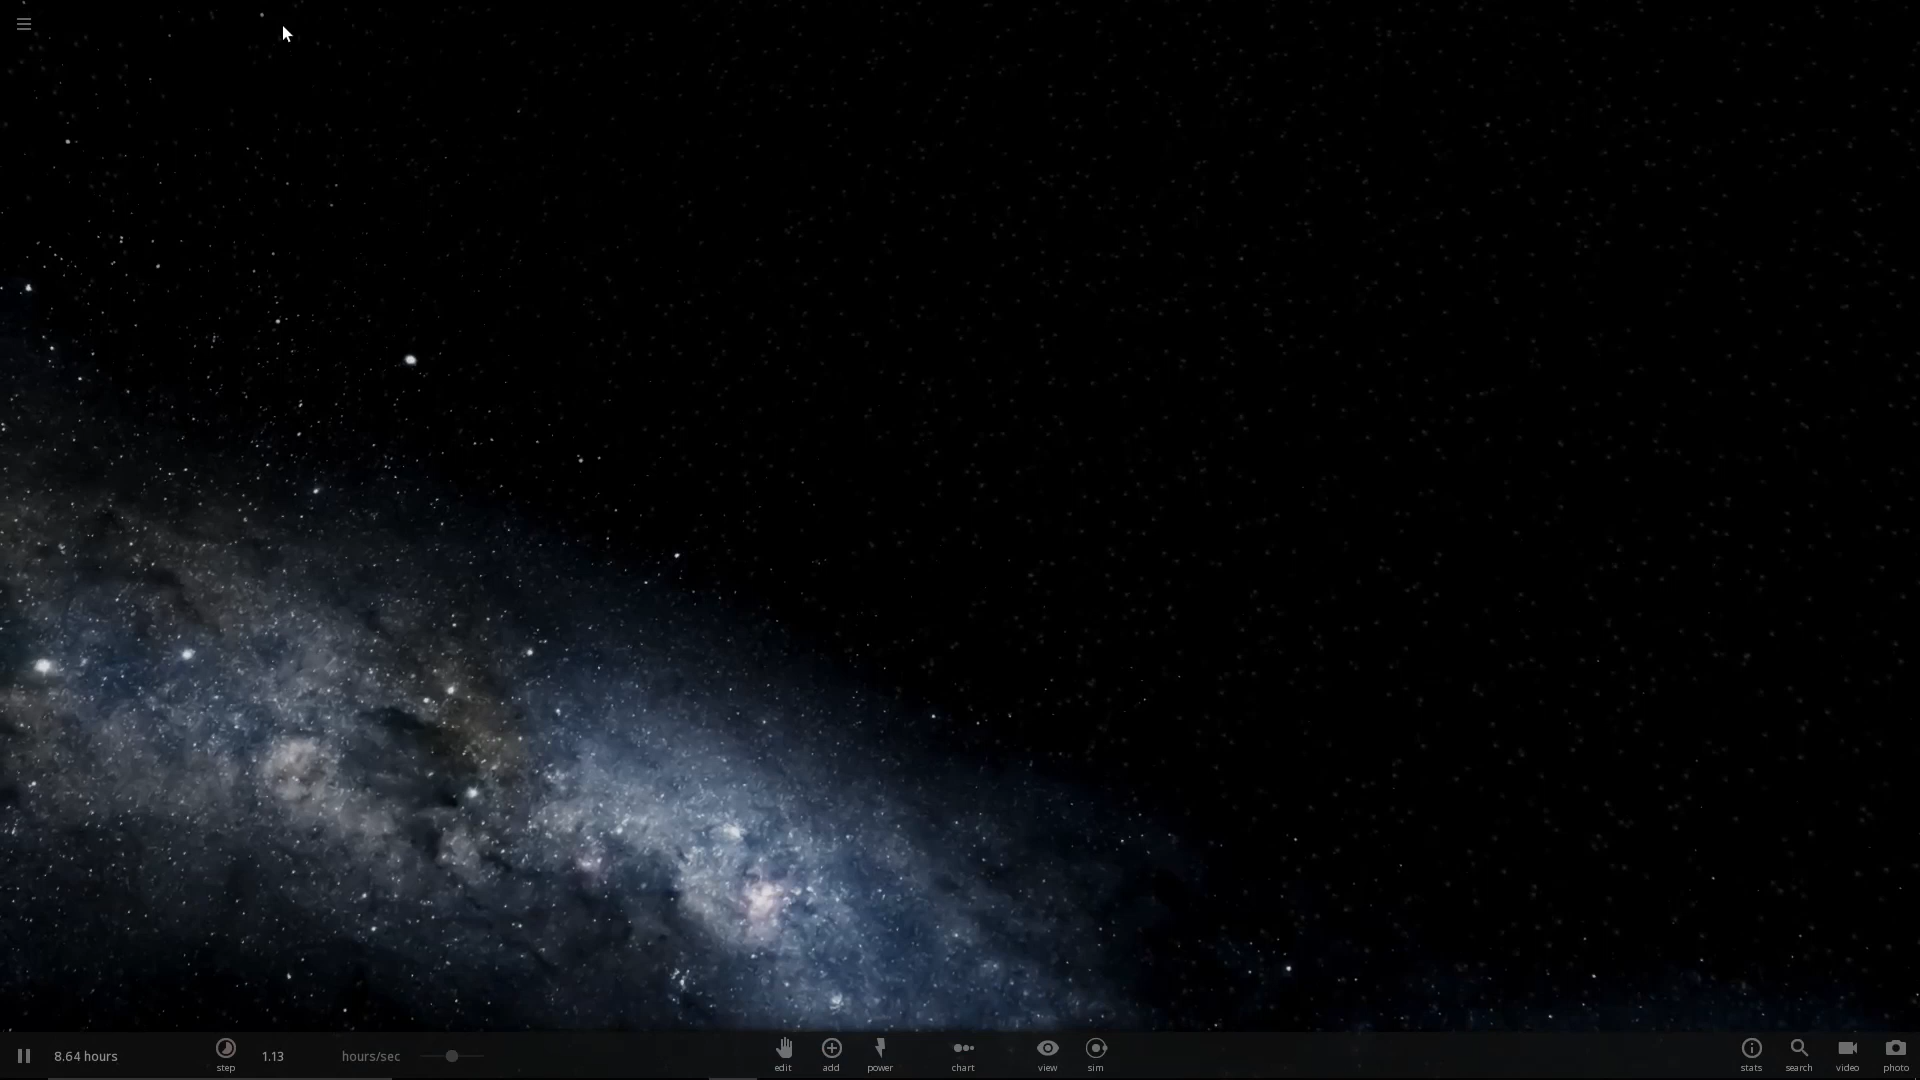 8.64 hours
step
1.13
hours/sec
edit
add
power
chart
view
sim
stats
search
video
photo